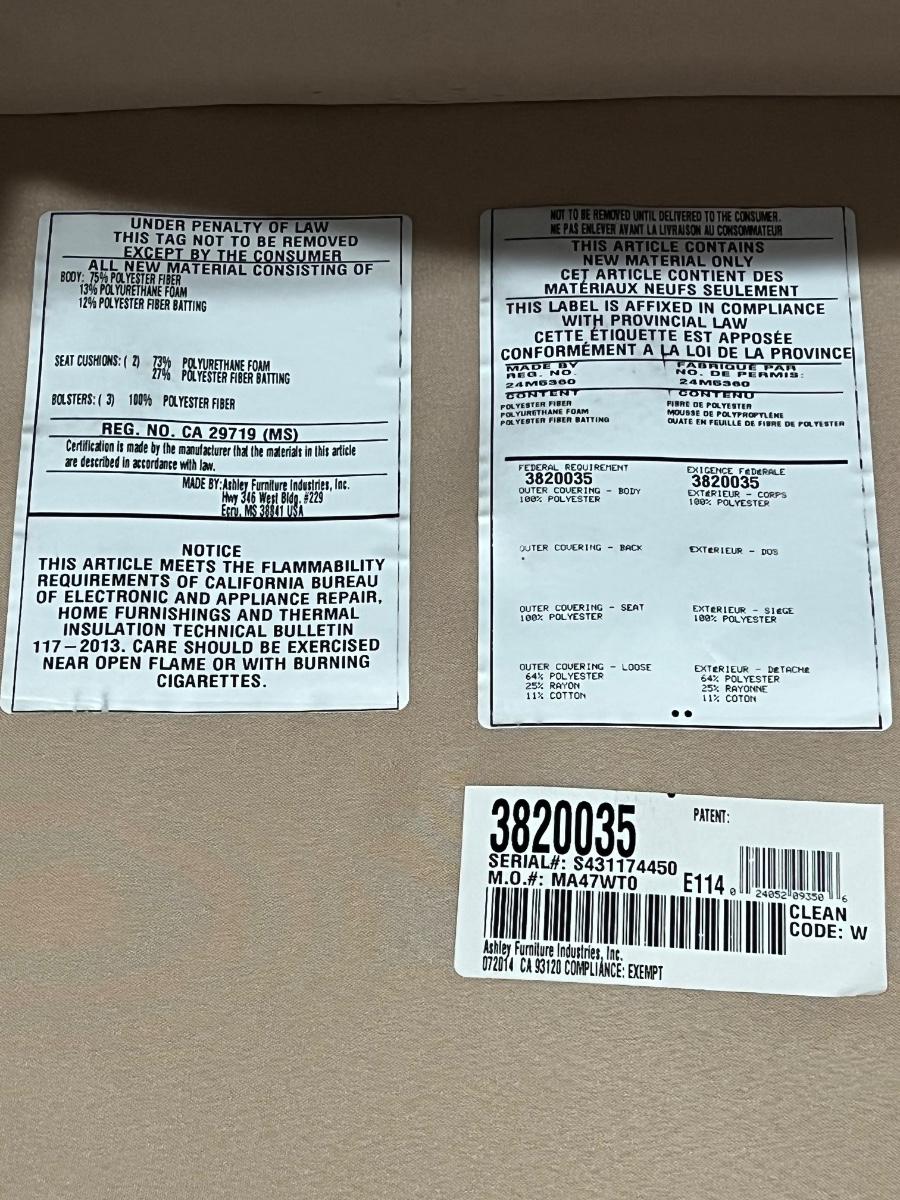 UNDER PENALTY OF LAW
THIS TAG NOT TO BE REMOVED
EXCEPT BY THE CONSUMER
ALL NEW MATERIAL CONSISTING OF
BODY: 75% POLYESTER FIBER
13% POLYURETHANE FOAM
12% POLYESTER FIBER BATTING
SEAT CUSHIONS: ( 2) 73% POLYURETHANE FOAM
27% POLYESTER FIBER BATTING
BOLSTERS: ( 3) 100% POLYESTER FIBER
REG. NO. CA 29719 (MS)
Certification is made by the manufacturer that the materials in this article
are described in accordance with law.
MADE BY:Ashley Furniture Industries, Inc.
Hwy 346 West Bldg. #229
Ecru, MS 38841 USA
NOTICE
THIS ARTICLE MEETS THE FLAMMABILITY
REQUIREMENTS OF CALIFORNIA BUREAU
OF ELECTRONIC AND APPLIANCE REPAIR,
HOME FURNISHINGS AND THERMAL
INSULATION TECHNICAL BULLETIN
117-2013. CARE SHOULD BE EXERCISED
NEAR OPEN FLAME OR WITH BURNING
CIGARETTES.
NOT TO BE REMOVED UNTIL DELIVERED TO THE CONSUMER.
NE PAS ENLEVER AVANT LA LIVRAISON AU CONSOMMATEUR
THIS ARTICLE CONTAINS
NEW MATERIAL ONLY
CET ARTICLE CONTIENT DES
MATÉRIAUX NEUFS SEULEMENT
THIS LABEL IS AFFIXED IN COMPLIANCE
WITH PROVINCIAL LAW
CETTE ÉTIQUETTE EST APPOSÉE
CONFORMÉMENT A LA LOI DE LA PROVINCE
MADE BY FABRIQUE PAR
REG. NO. NO. DE PERMIS:
24M6360 24M6360
CONTENT CONTENU
POLYESTER FIBER FIBRE DE POLYESTER
POLYURETHANE FOAM MOUSSE DE POLYPROPYLÈNE
POLYESTER FIBER BATTING OUATE EN FEUILLE DE FIBRE DE POLYESTER
FEDERAL REQUIREMENT EXIGENCE FéDéRALE
3820035 3820035
OUTER COVERING - BODY EXTéRIEUR - CORPS
100% POLYESTER 100% POLYESTER
OUTER COVERING - BACK EXTéRIEUR - DOS
OUTER COVERING - SEAT EXTéRIEUR - SIèGE
100% POLYESTER 100% POLYESTER
OUTER COVERING - LOOSE EXTéRIEUR - DéTACHé
64% POLYESTER 64% POLYESTER
25% RAYON 25% RAYONNE
11% COTTON 11% COTON
3820035 PATENT:
SERIAL#: S431174450
M.O.#: MA47WT0 E114 0 24052 09350 6
CLEAN
CODE: W
Ashley Furniture Industries, Inc.
072014 CA 93120 COMPLIANCE: EXEMPT